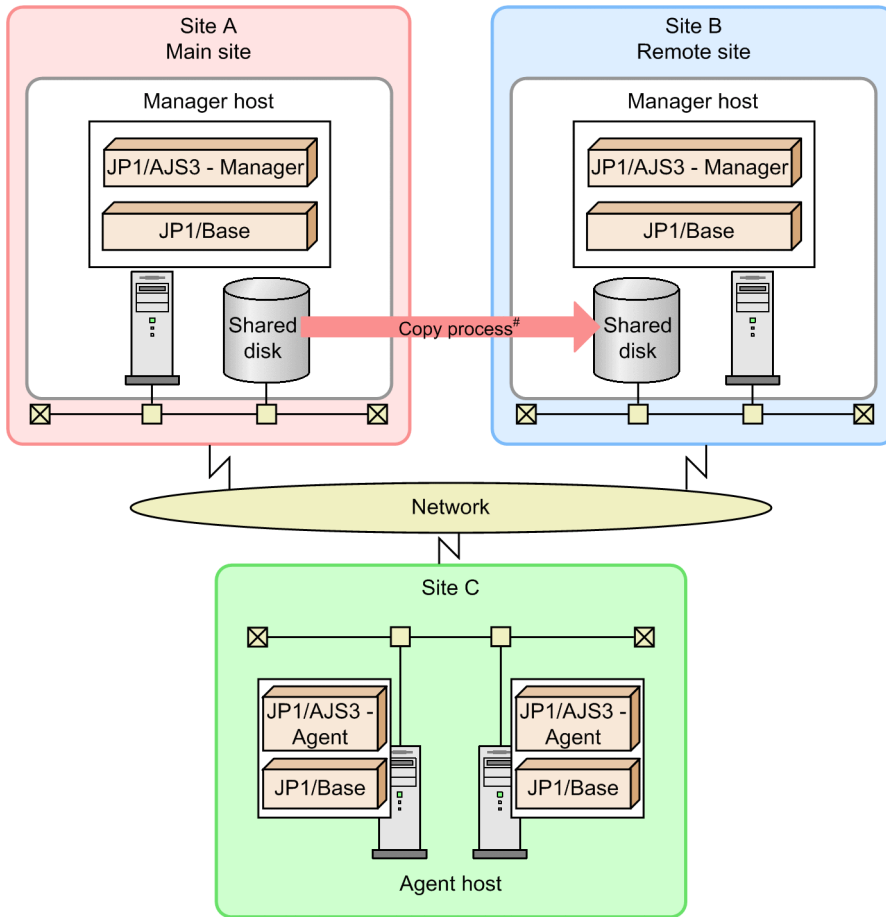 Site A
Main site
Manager host
JP1/AJS3 - Manager
JP1/Base
Shared
disk
Copy process#
Site B
Remote site
Manager host
JP1/AJS3 - Manager
JP1/Base
Shared
disk
Network
Site C
JP1/AJS3 -
Agent
JP1/Base
JP1/AJS3 -
Agent
JP1/Base
Agent host